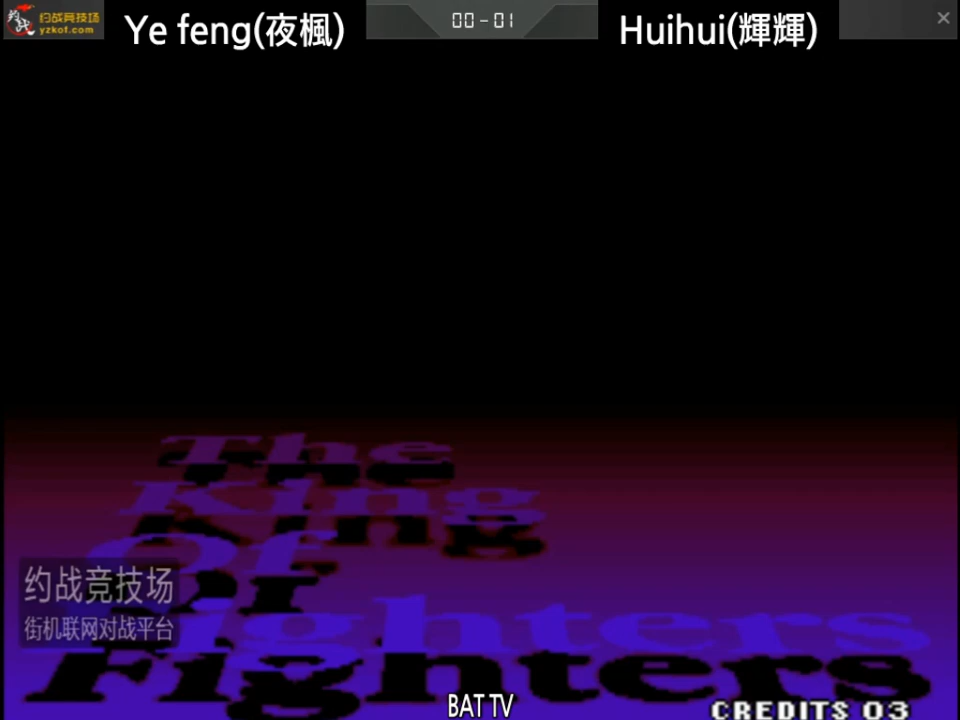 约战竞技场
yzkof.com
Ye feng(夜楓)
00-01
Huihui(輝輝)
The
King
Of
Fighters
约战竞技场
街机联网对战平台
BAT TV
CREDITS 03